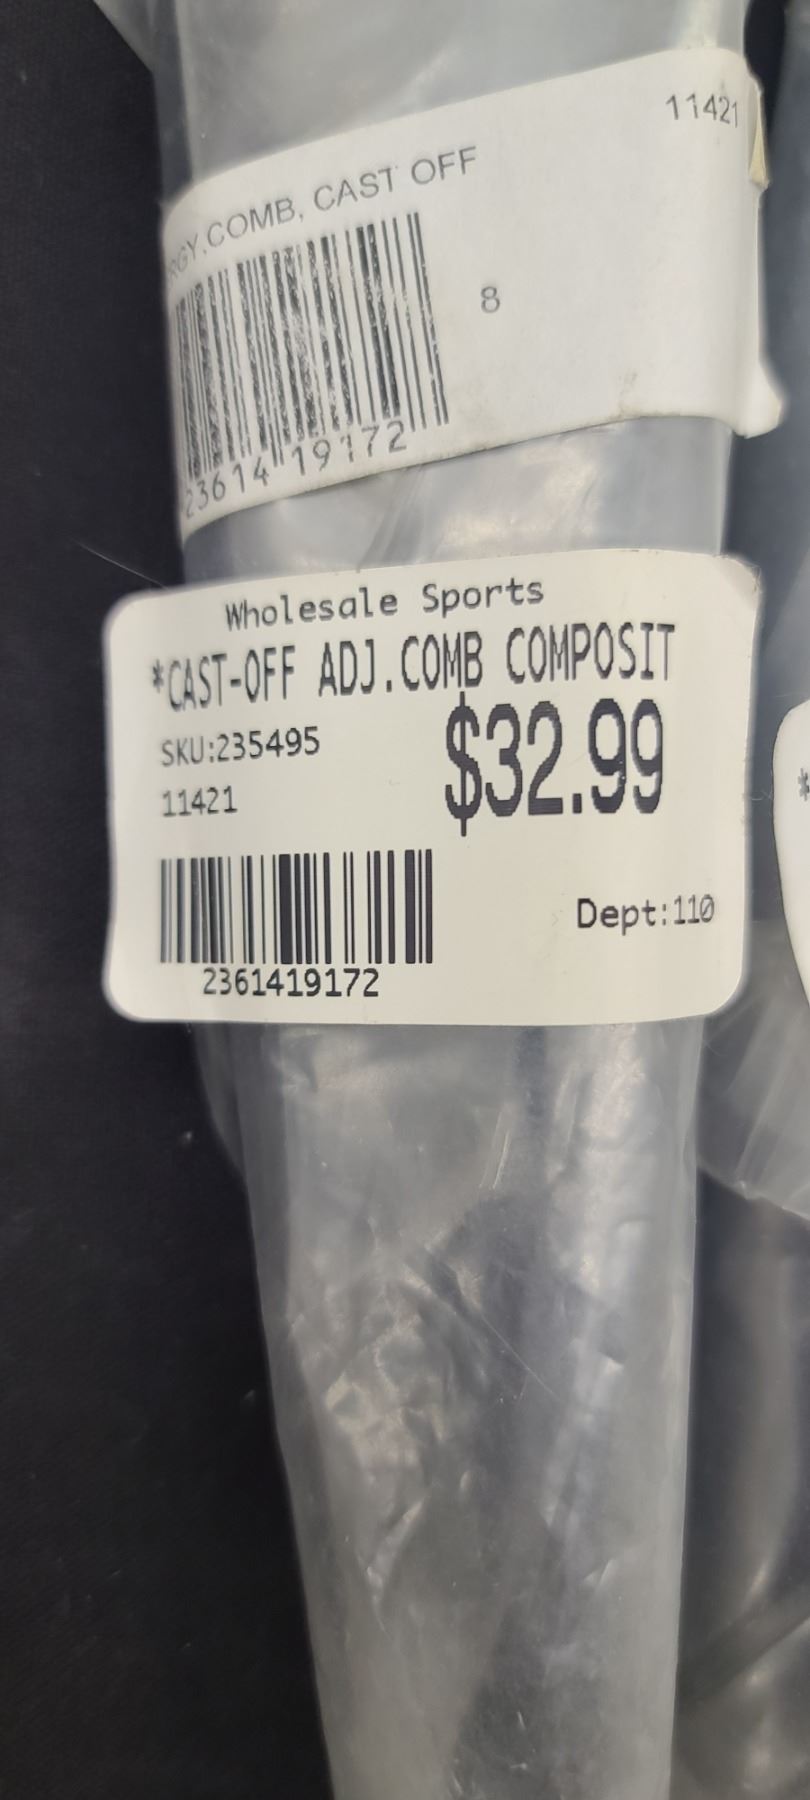 11421
RGY,COMB, CAST OFF
8
23614 19172
Wholesale Sports
*CAST-OFF ADJ.COMB COMPOSIT
SKU:235495
$32.99
11421
Dept:110
2361419172
*